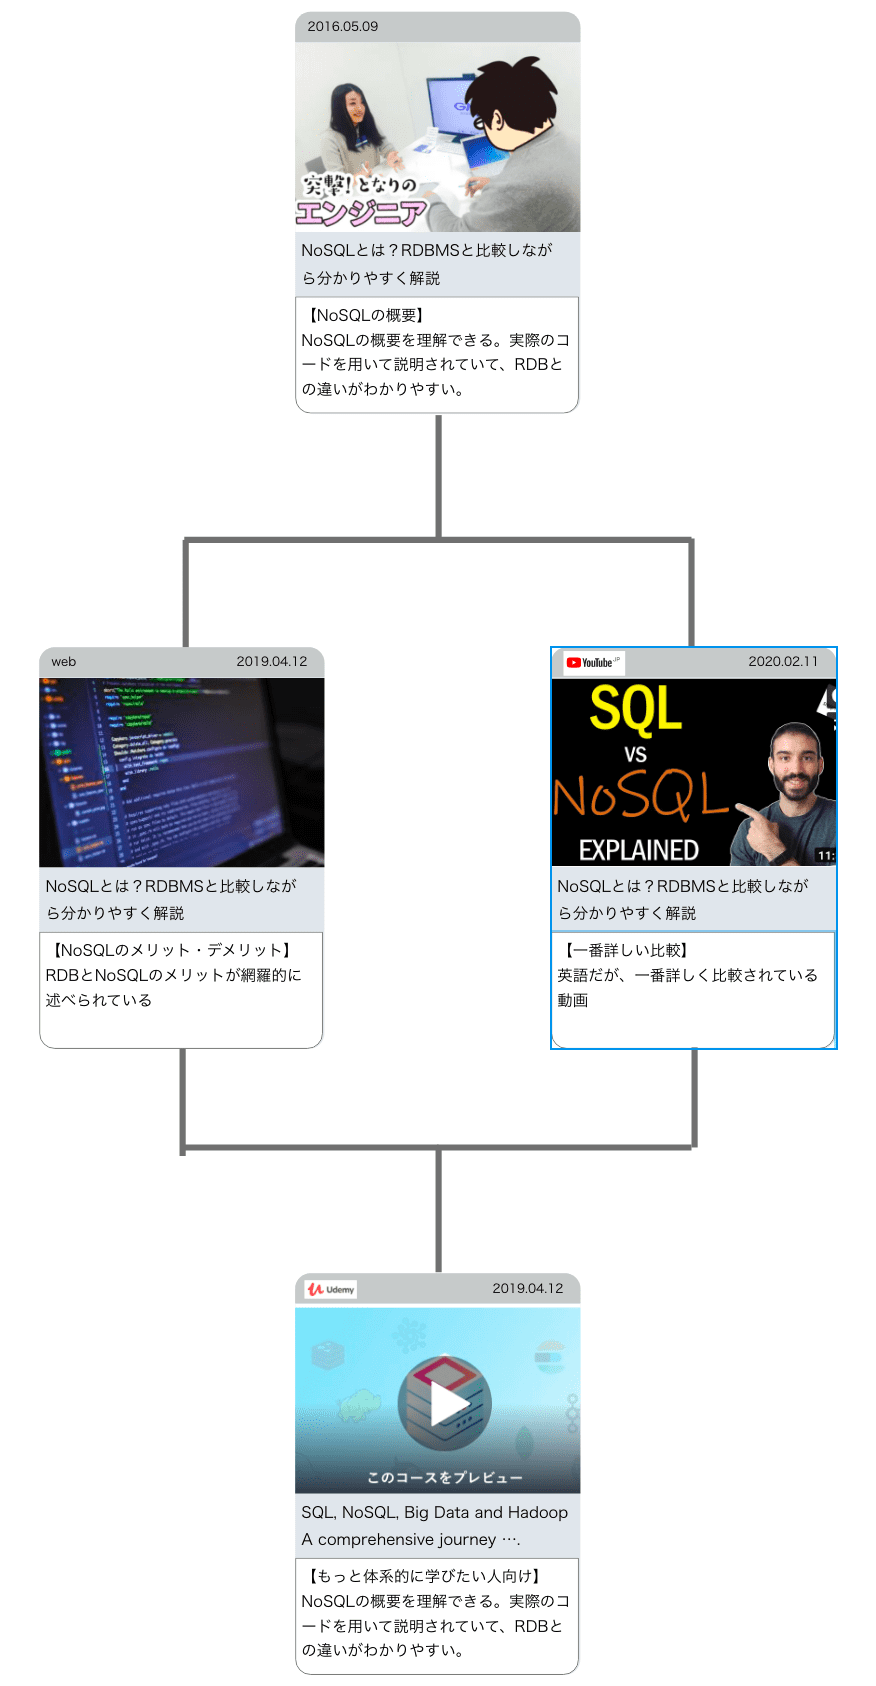 2016.05.09
突撃!となりの
エンジニア
NoSQLとは？RDBMSと比較しなが
ら分かりやすく解説
【NoSQLの概要】
NoSQLの概要を理解できる。実際のコ
ードを用いて説明されていて、RDBと
の違いがわかりやすい。
web
2019.04.12
NoSQLとは？RDBMSと比較しなが
ら分かりやすく解説
【NoSQLのメリット・デメリット】
RDBとNoSQLのメリットが網羅的に
述べられている
YouTube JP
2020.02.11
SQL
VS
NoSQL
EXPLAINED
11:
NoSQLとは？RDBMSと比較しなが
ら分かりやすく解説
【一番詳しい比較】
英語だが、一番詳しく比較されている
動画
Udemy
2019.04.12
このコースをプレビュー
SQL, NoSQL, Big Data and Hadoop
A comprehensive journey ….
【もっと体系的に学びたい人向け】
NoSQLの概要を理解できる。実際のコ
ードを用いて説明されていて、RDBと
の違いがわかりやすい。